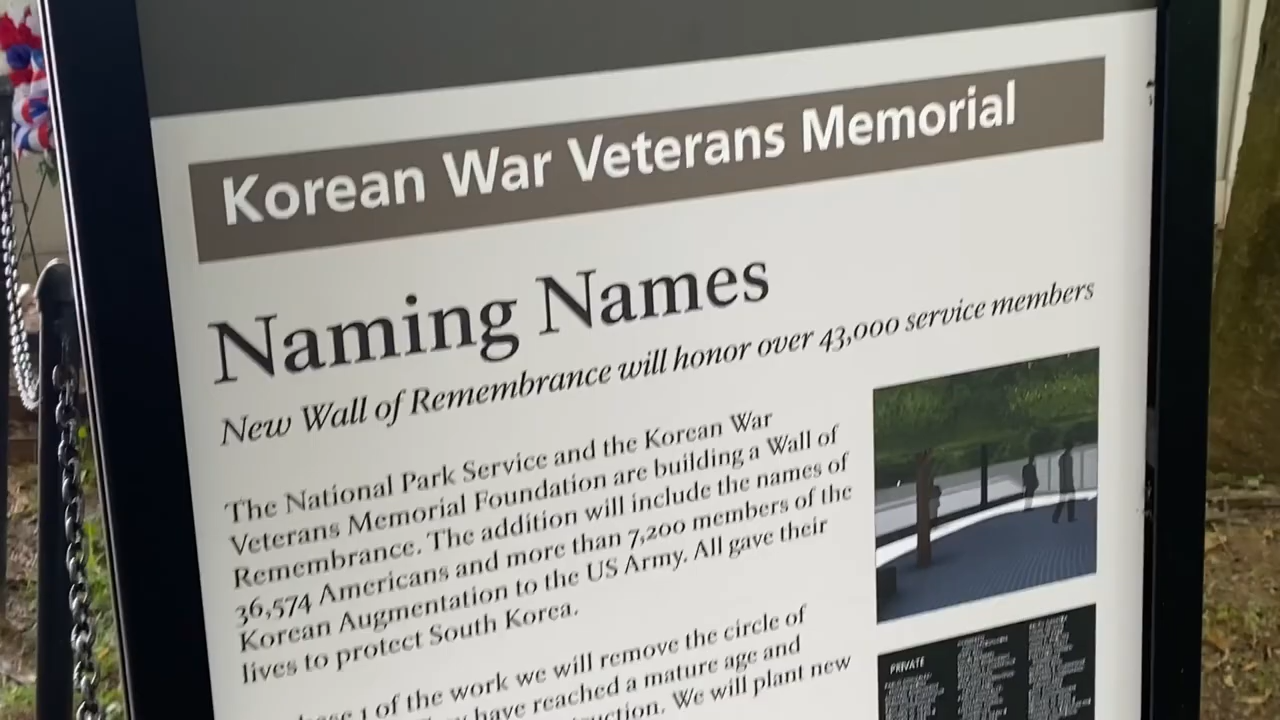 Korean War Veterans Memorial
Naming Names
New Wall of Remembrance will honor over 43,000 service members
The National Park Service and the Korean War
Veterans Memorial Foundation are building a Wall of
Remembrance. The addition will include the names of
36,574 Americans and more than 7,200 members of the
Korean Augmentation to the US Army. All gave their
lives to protect South Korea.
1 of the work we will remove the circle of
have reached a mature age and
We will plant new
PRIVATE